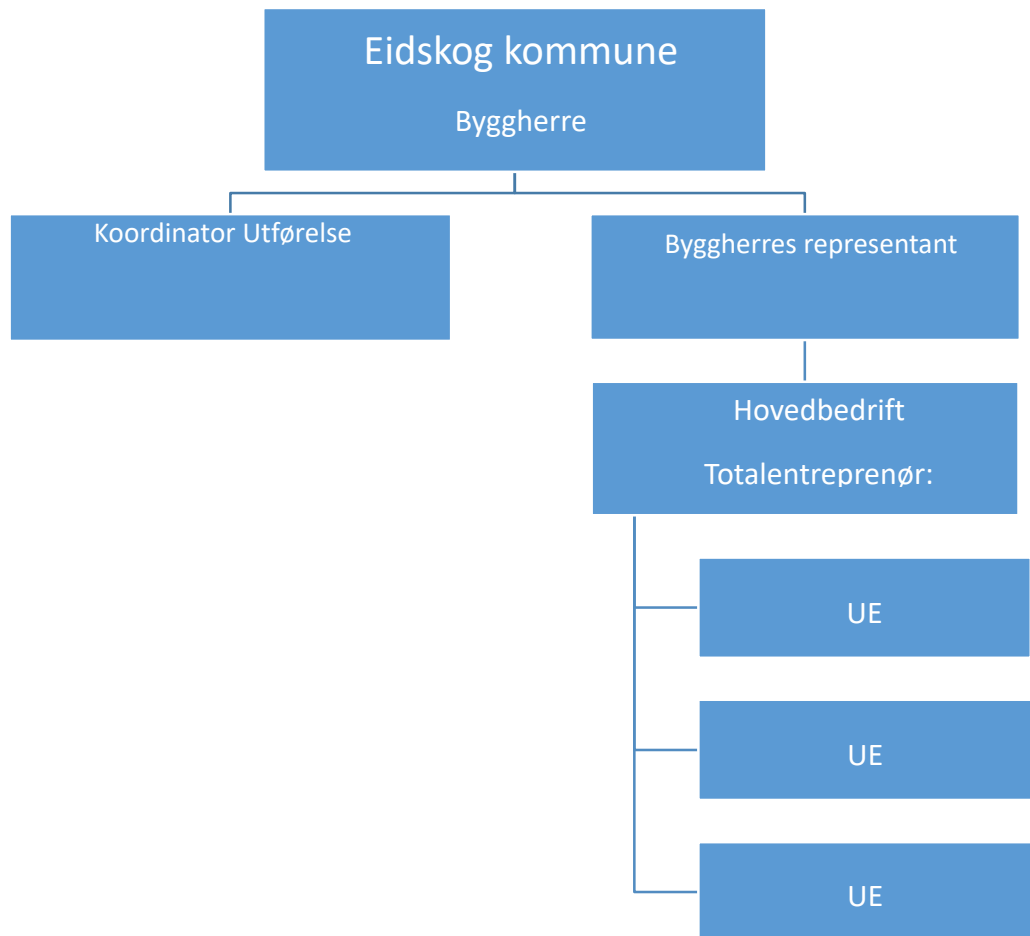 Eidskog kommune
Byggherre
Koordinator Utførelse
Byggherres representant
Hovedbedrift
Totalentreprenør:
UE
UE
UE